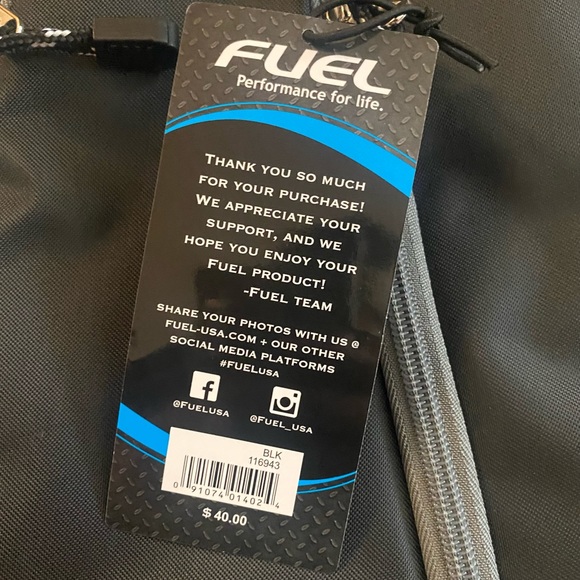 FUEL
Performance for life.
THANK YOU SO MUCH
FOR YOUR PURCHASE!
WE APPRECIATE YOUR
SUPPORT, AND WE
HOPE YOU ENJOY YOUR
FUEL PRODUCT!
-FUEL TEAM
SHARE YOUR PHOTOS WITH US @
FUEL-USA.COM + OUR OTHER
SOCIAL MEDIA PLATFORMS
#FUELUSA
@FUELUSA
@FUEL_USA
BLK
116943
0 91074 01402 4
$ 40.00